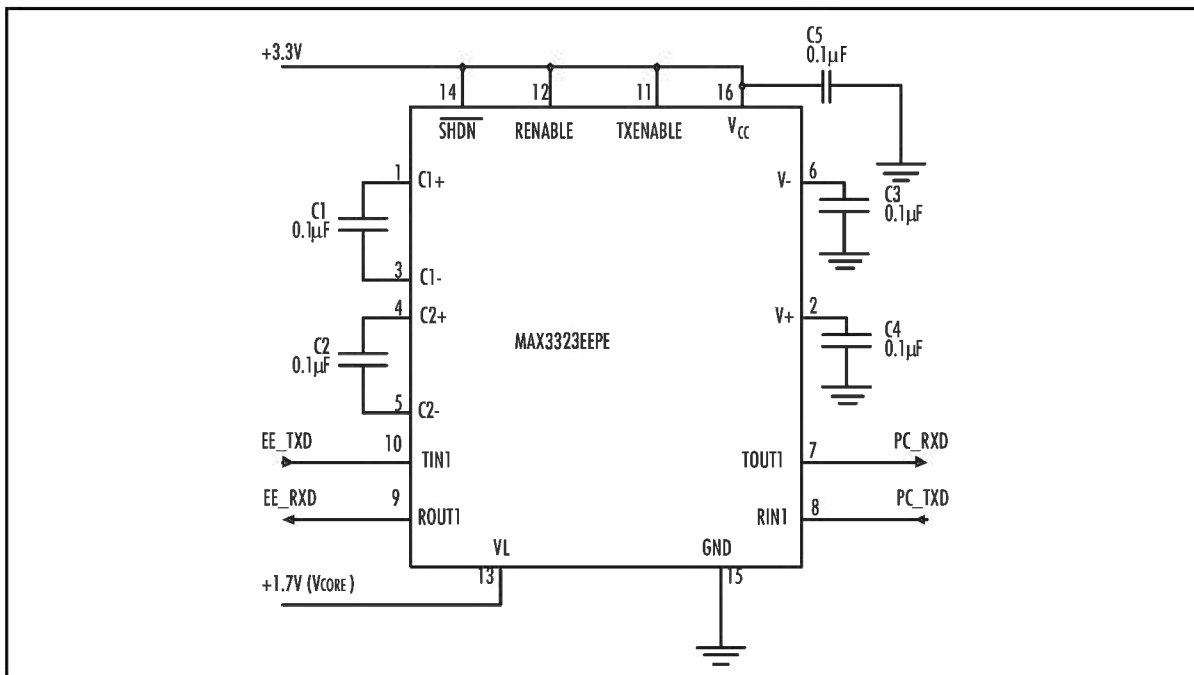 +3.3V
C5
0.1µF
14
12
11
16
SHDN
RENABLE
TXENABLE
VCC
1
C1+
V-
6
C1
0.1µF
C3
0.1µF
3
C1-
4
C2+
V+
2
MAX3323EEPE
C2
0.1µF
C4
0.1µF
5
C2-
EE_TXD
10
TIN1
TOUT1
7
PC_RXD
EE_RXD
9
ROUT1
RIN1
8
PC_TXD
VL
GND
13
15
+1.7V (VCORE)